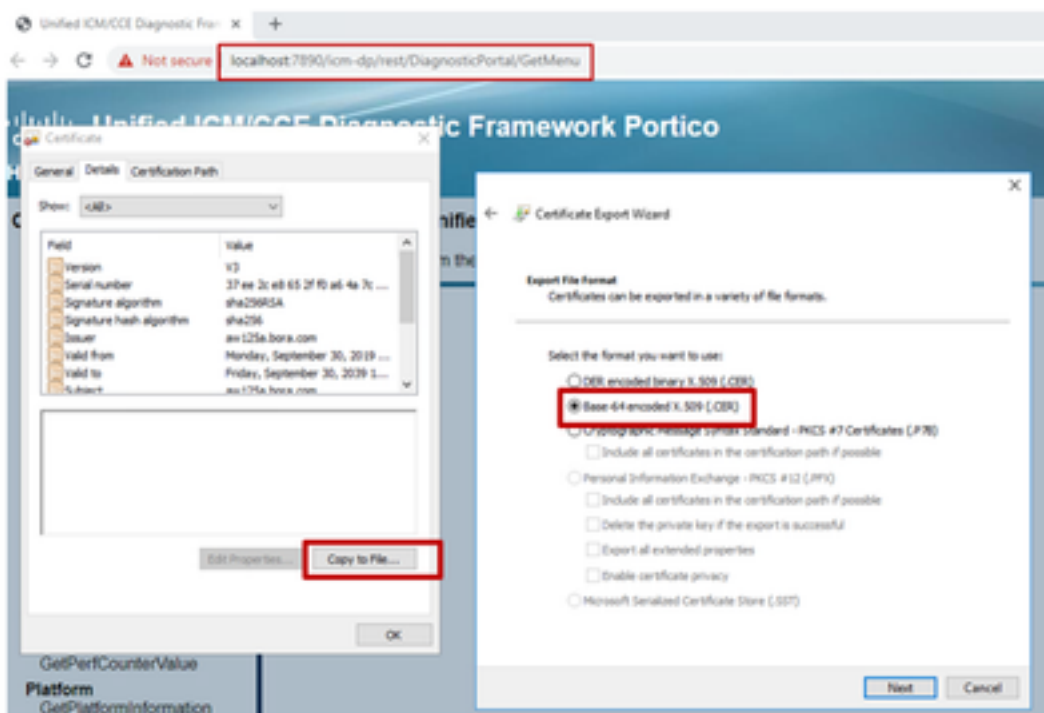 Unified ICM/CCE Diagnostic Fra
Not secure
localhost:7890/icm-dp/rest/DiagnosticPortal/GetMenu
Unified ICM/CCE Diagnostic Framework Portico
Certificate
General Details Certification Path
Show: <All>
Field Value
Version V3
Serial number 37 ee 2c e8 65 2f f0 a6 4a 7c ...
Signature algorithm sha256RSA
Signature hash algorithm sha256
Issuer aw125a.bora.com
Valid from Monday, September 30, 2019 ...
Valid to Friday, September 30, 2039 1...
Subject aw125a.bora.com
Edit Properties...
Copy to File...
OK
GetPerfCounterValue
Platform
GetPlatformInformation
nifie
m the
Certificate Export Wizard
Export File Format
Certificates can be exported in a variety of file formats.
Select the format you want to use:
DER encoded binary X.509 (.CER)
Base-64 encoded X.509 (.CER)
Cryptographic Message Syntax Standard - PKCS #7 Certificates (.P7B)
Include all certificates in the certification path if possible
Personal Information Exchange - PKCS #12 (.PFX)
Include all certificates in the certification path if possible
Delete the private key if the export is successful
Export all extended properties
Enable certificate privacy
Microsoft Serialized Certificate Store (.SST)
Next
Cancel